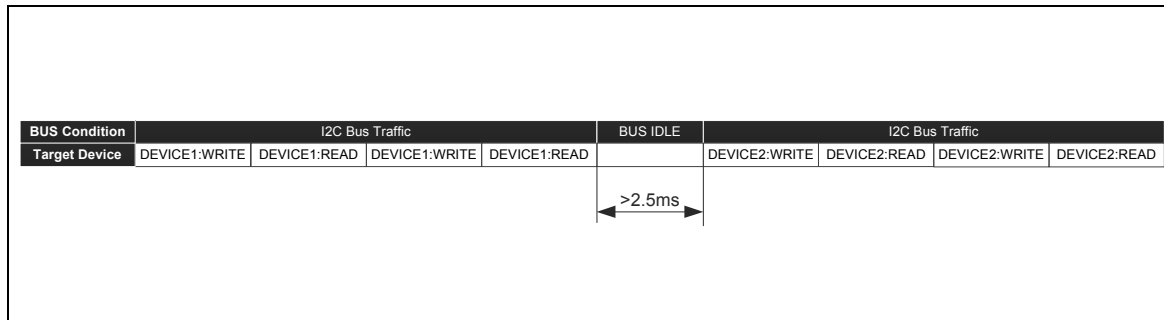 BUS Condition I2C Bus Traffic BUS IDLE I2C Bus Traffic
Target Device DEVICE1:WRITE DEVICE1:READ DEVICE1:WRITE DEVICE1:READ DEVICE2:WRITE DEVICE2:READ DEVICE2:WRITE DEVICE2:READ
>2.5ms